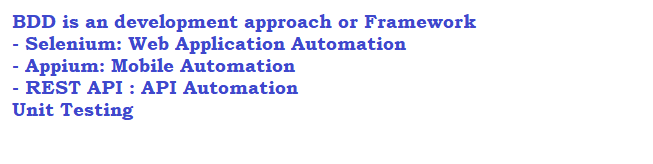 BDD is an development approach or Framework
- Selenium: Web Application Automation
- Appium: Mobile Automation
- REST API : API Automation
Unit Testing